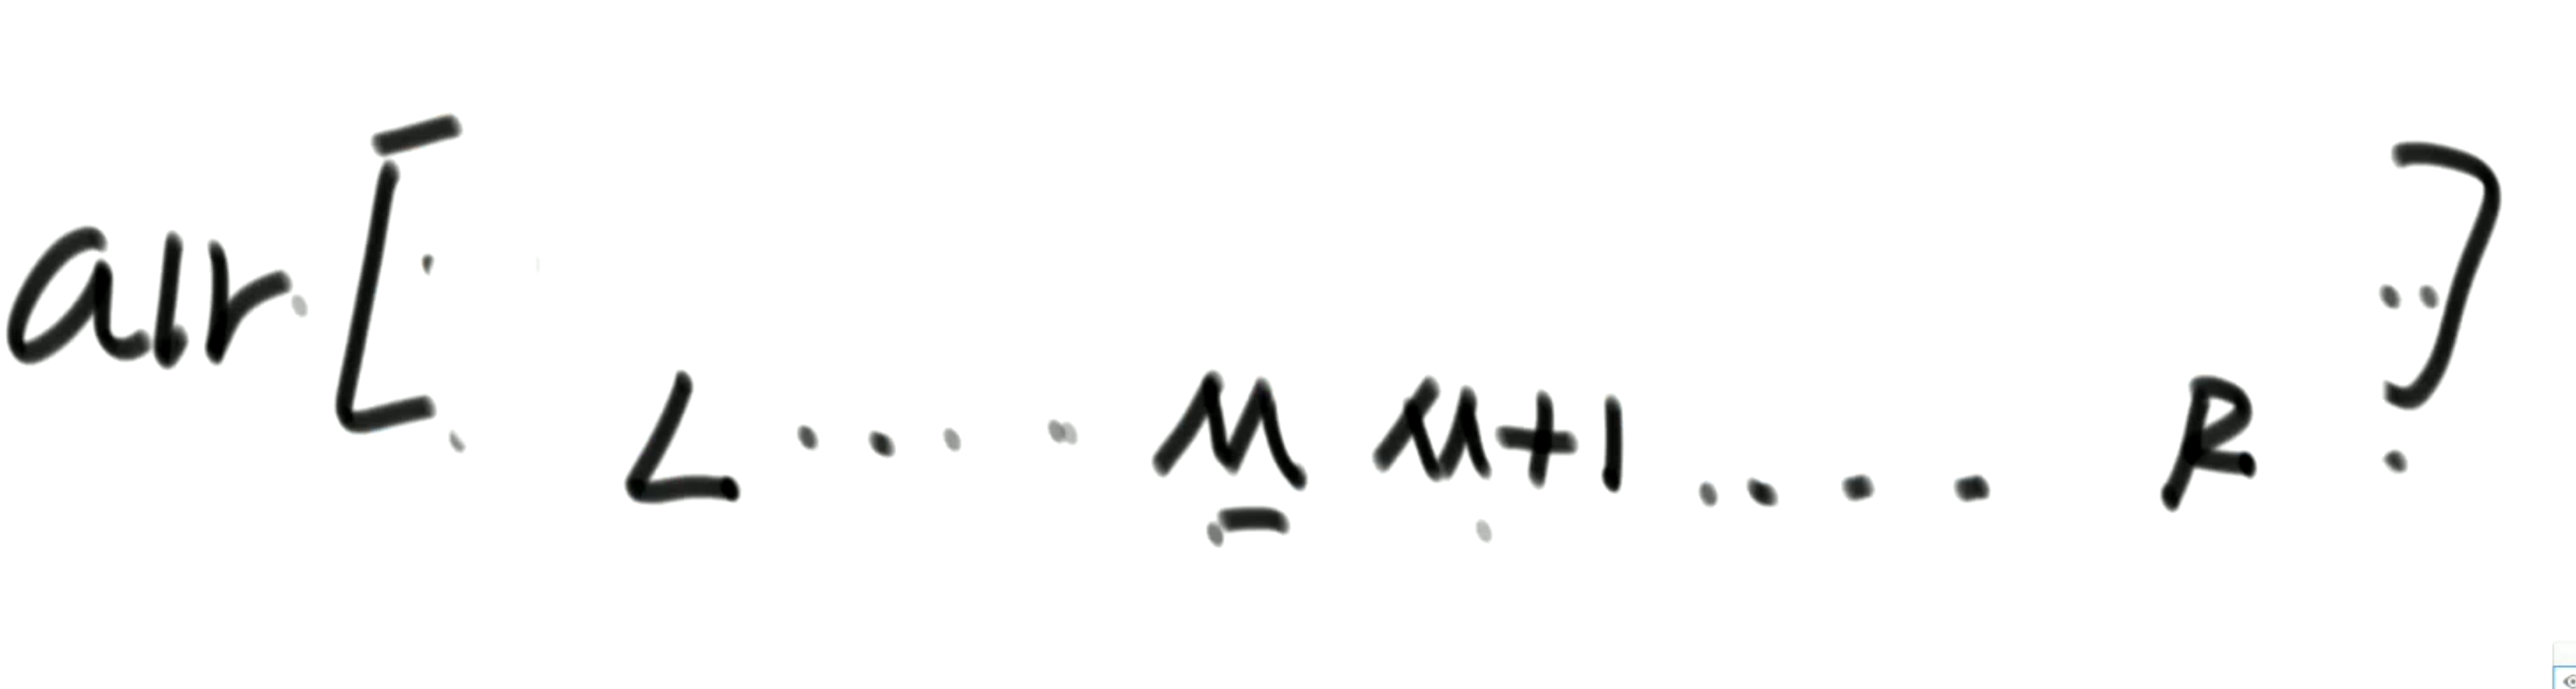 arr[ ]
L .... M M+1 .... R